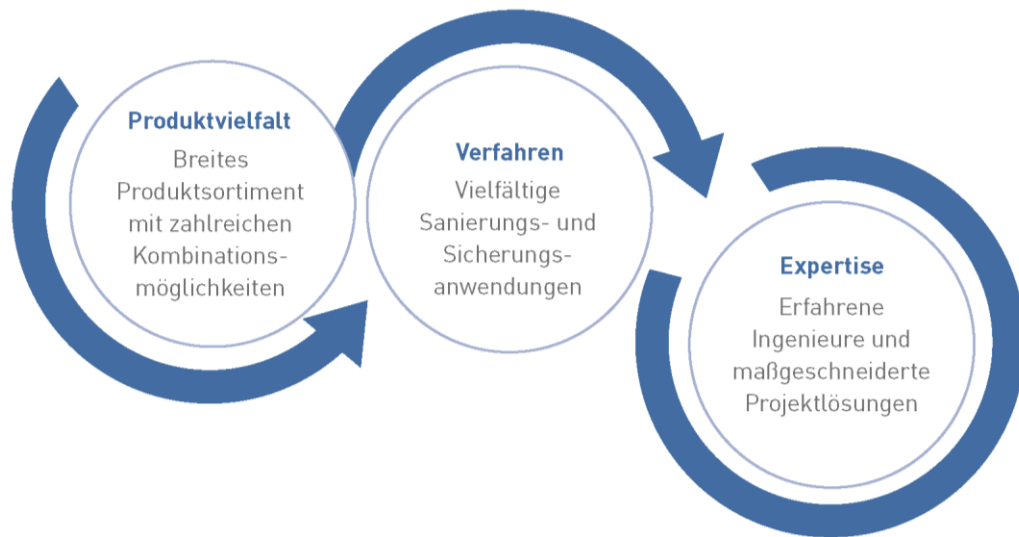 Produktvielfalt
Breites
Produktsortiment
mit zahlreichen
Kombinations-
möglichkeiten
Verfahren
Vielfältige
Sanierungs- und
Sicherungs-
anwendungen
Expertise
Erfahrene
Ingenieure und
maßgeschneiderte
Projektlösungen